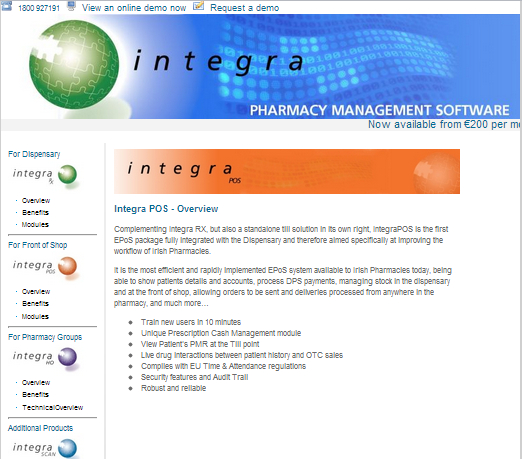 1800 927191 View an online demo now Request a demo
integra
PHARMACY MANAGEMENT SOFTWARE
Now available from €200 per m
For Dispensary
integra RX
Overview
Benefits
Modules
For Front of Shop
integra POS
Overview
Benefits
Modules
For Pharmacy Groups
integra HQ
Overview
Benefits
TechnicalOverview
Additional Products
integra SCAN
integra POS
Integra POS - Overview
Complementing Integra RX, but also a standalone till solution in its own right, IntegraPOS is the first
EPoS package fully integrated with the Dispensary and therefore aimed specifically at improving the
workflow of Irish Pharmacies.
It is the most efficient and rapidly implemented EPoS system available to Irish Pharmacies today, being
able to show patients details and accounts, process DPS payments, managing stock in the dispensary
and at the front of shop, allowing orders to be sent and deliveries processed from anywhere in the
pharmacy, and much more…
Train new users in 10 minutes
Unique Prescription Cash Management module
View Patient's PMR at the Till point
Live drug interactions between patient history and OTC sales
Complies with EU Time & Attendance regulations
Security features and Audit Trail
Robust and reliable